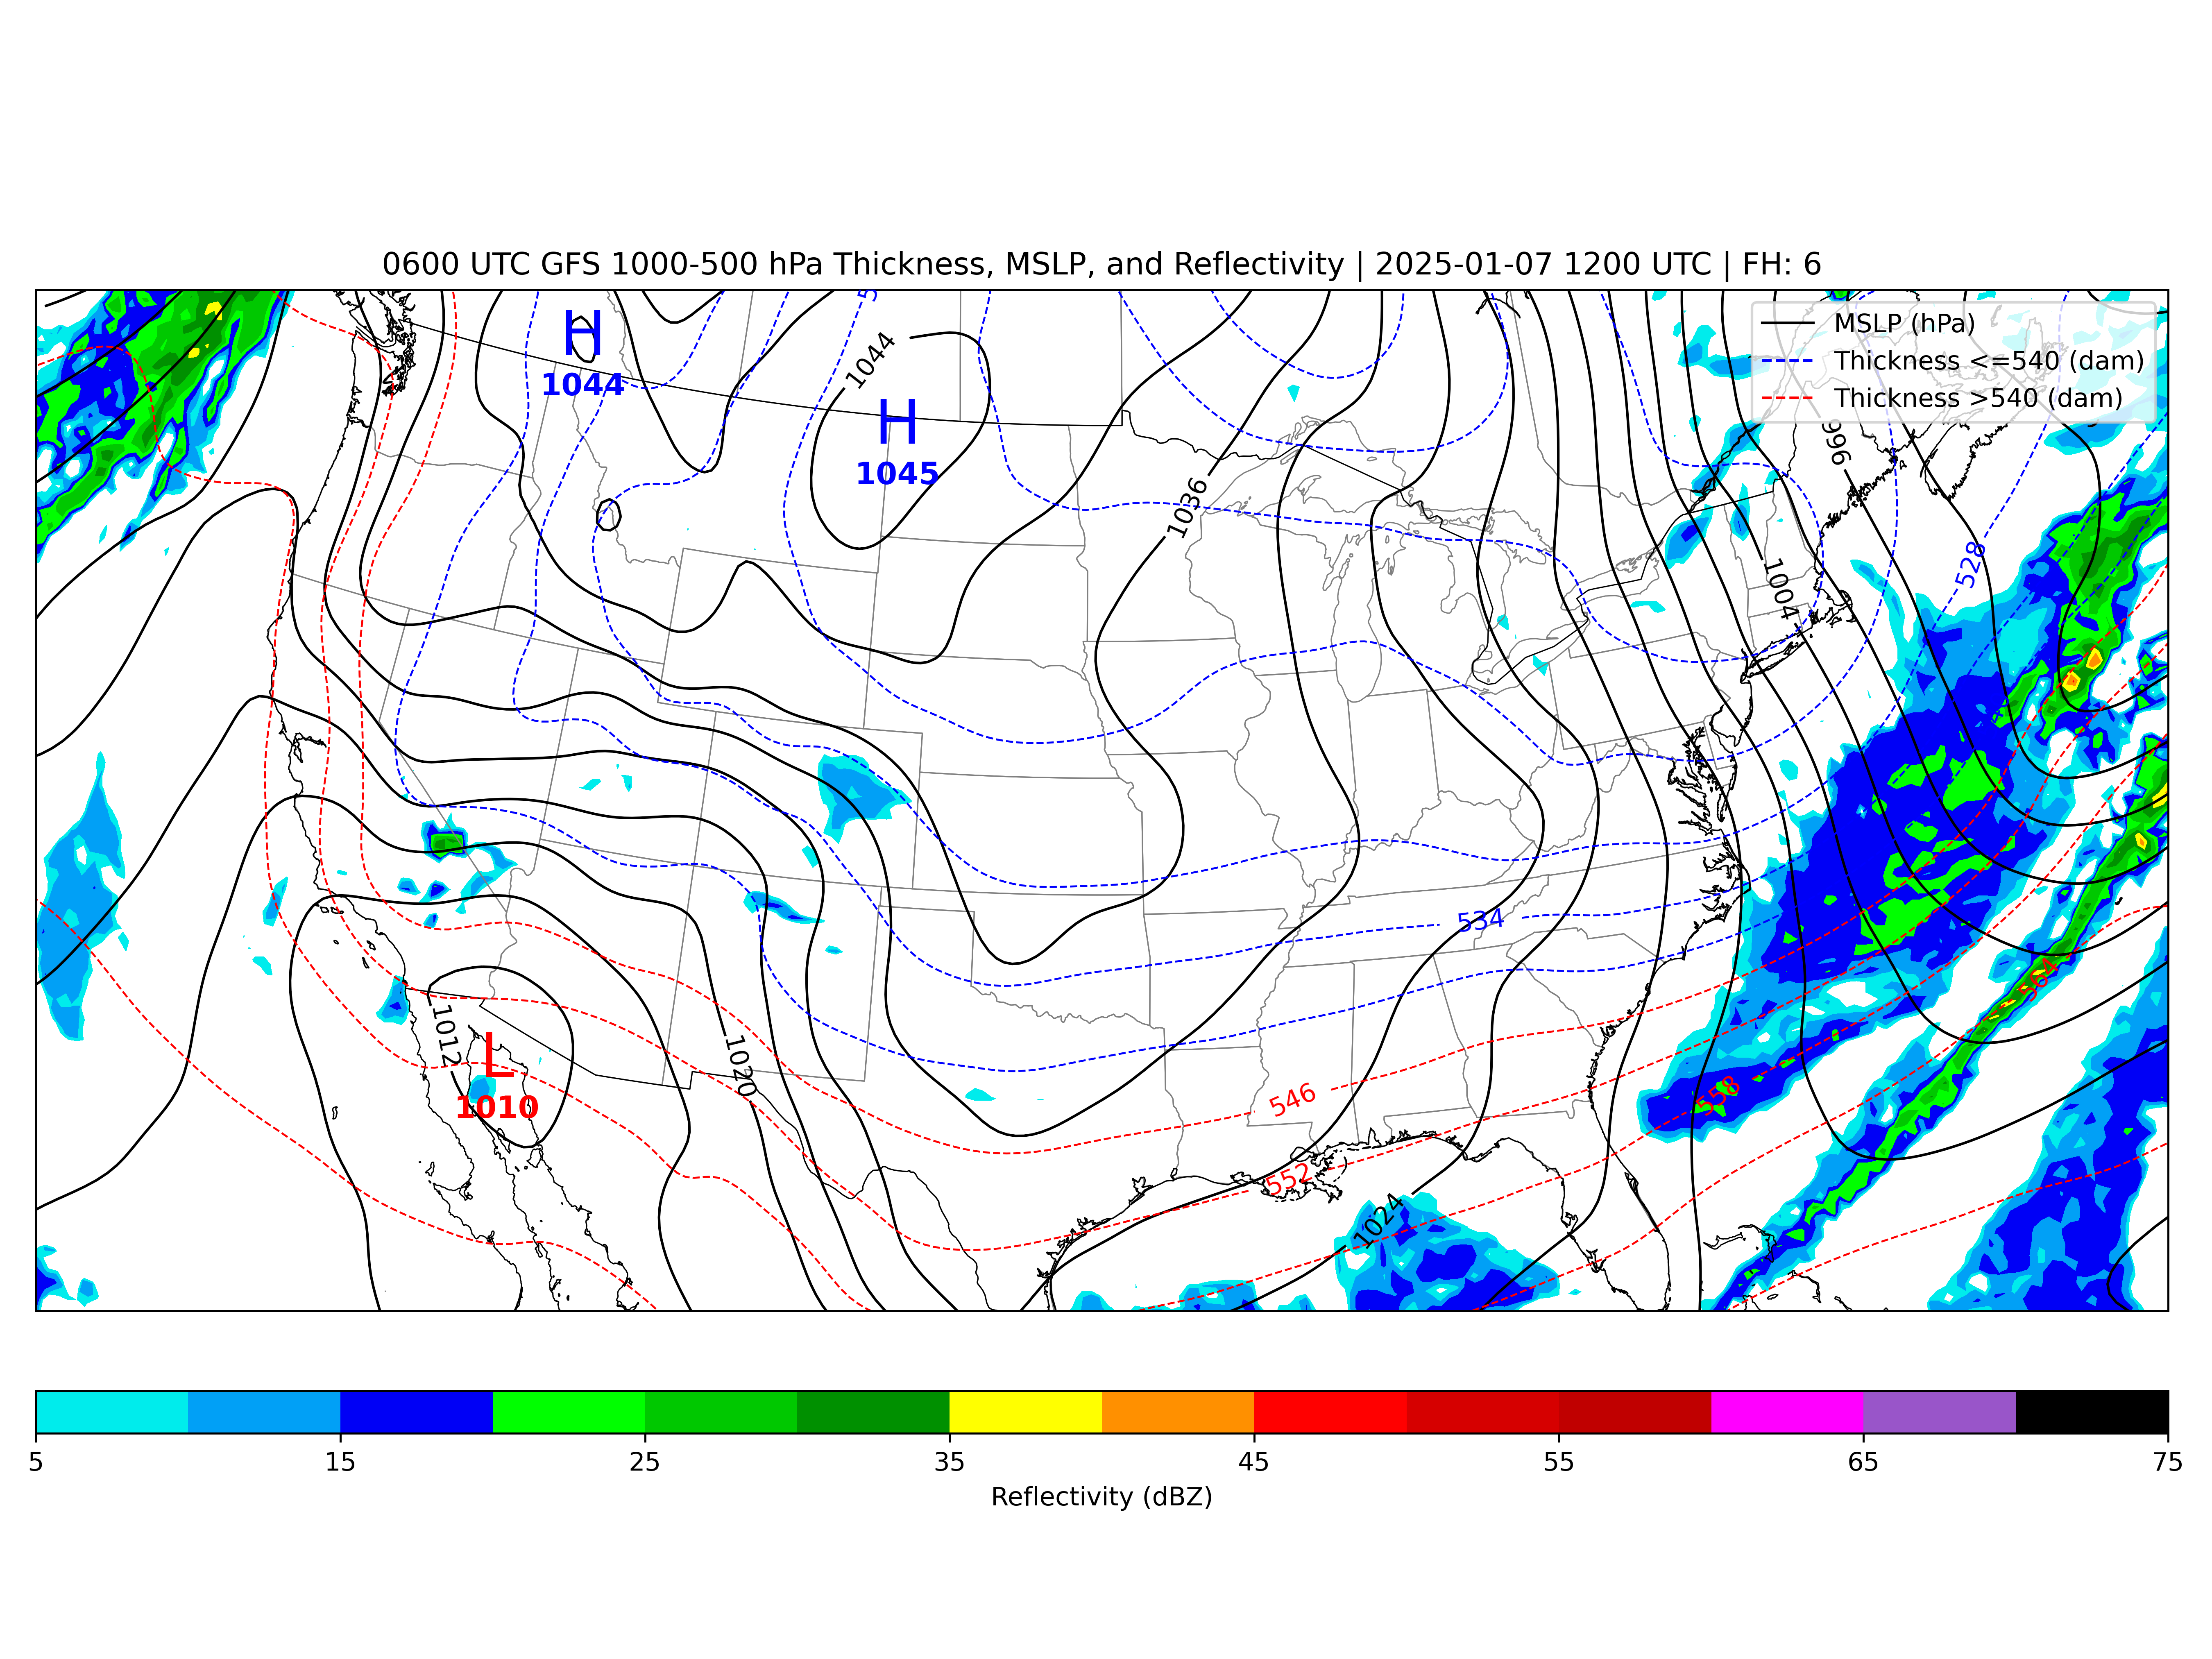 0600 UTC GFS 1000-500 hPa Thickness, MSLP, and Reflectivity | 2025-01-07 1200 UTC | FH: 6
MSLP (hPa)
Thickness <=540 (dam)
Thickness >540 (dam)
H
1044
1044
H
1045
996
1036
528
1004
534
564
1012
L
1010
1020
546
558
552
1024
5 15 25 35 45 55 65 75
Reflectivity (dBZ)